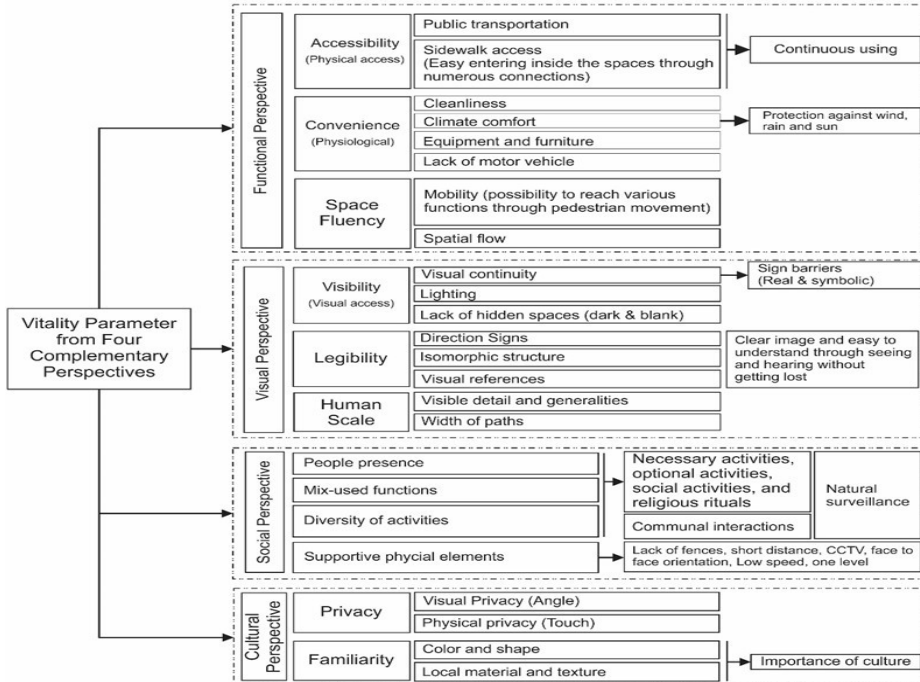 Vitality Parameter
from Four
Complementary
Perspectives
Functional Perspective
Accessibility
(Physical access)
Public transportation
Sidewalk access
(Easy entering inside the spaces through
numerous connections)
Continuous using
Convenience
(Physiological)
Cleanliness
Climate comfort
Equipment and furniture
Lack of motor vehicle
Protection against wind,
rain and sun
Space
Fluency
Mobility (possibility to reach various
functions through pedestrian movement)
Spatial flow
Visual Perspective
Visibility
(Visual access)
Visual continuity
Lighting
Lack of hidden spaces (dark & blank)
Sign barriers
(Real & symbolic)
Legibility
Direction Signs
Isomorphic structure
Visual references
Clear image and easy to
understand through seeing
and hearing without
getting lost
Human
Scale
Visible detail and generalities
Width of paths
Social Perspective
People presence
Mix-used functions
Diversity of activities
Supportive phycial elements
Necessary activities,
optional activities,
social activities, and
religious rituals
Communal interactions
Natural
surveillance
Lack of fences, short distance, CCTV, face to
face orientation, Low speed, one level
Cultural
Perspective
Privacy
Visual Privacy (Angle)
Physical privacy (Touch)
Familiarity
Color and shape
Local material and texture
Importance of culture